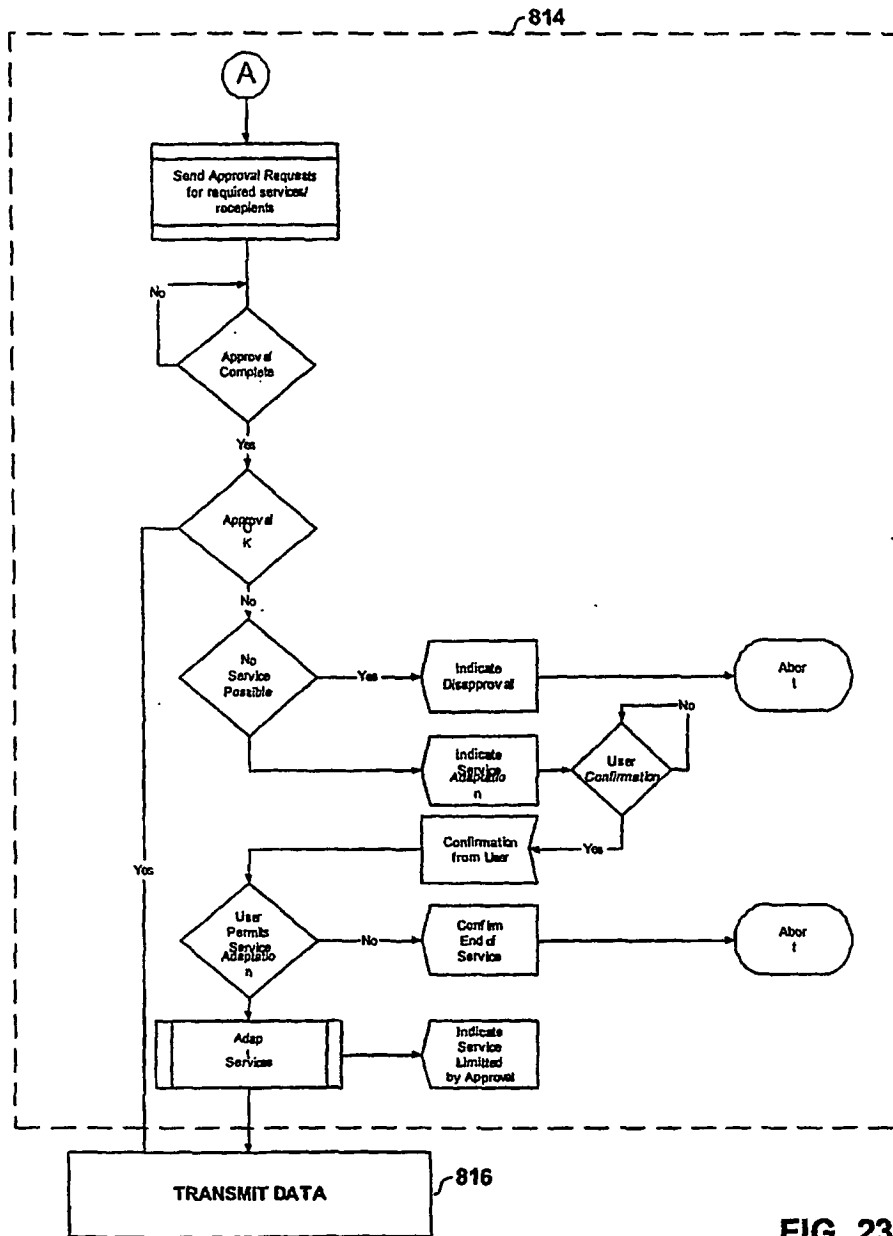 814
A
Send Approval Requests
for required services/
recepients
No
Approval
Complete
Yes
Approval
O
K
No
No
Service
Possible
Yes
Indicate
Disapproval
Abor
t
No
Indicate
Service
Adaptatio
n
User
Confirmation
Confirmation
from User
Yes
Yes
User
Permits
Service
Adaptatio
n
No
Confirm
End of
Service
Abor
t
Adap
t
Services
Indicate
Service
Limitted
by Approval
TRANSMIT DATA
816
FIG. 23